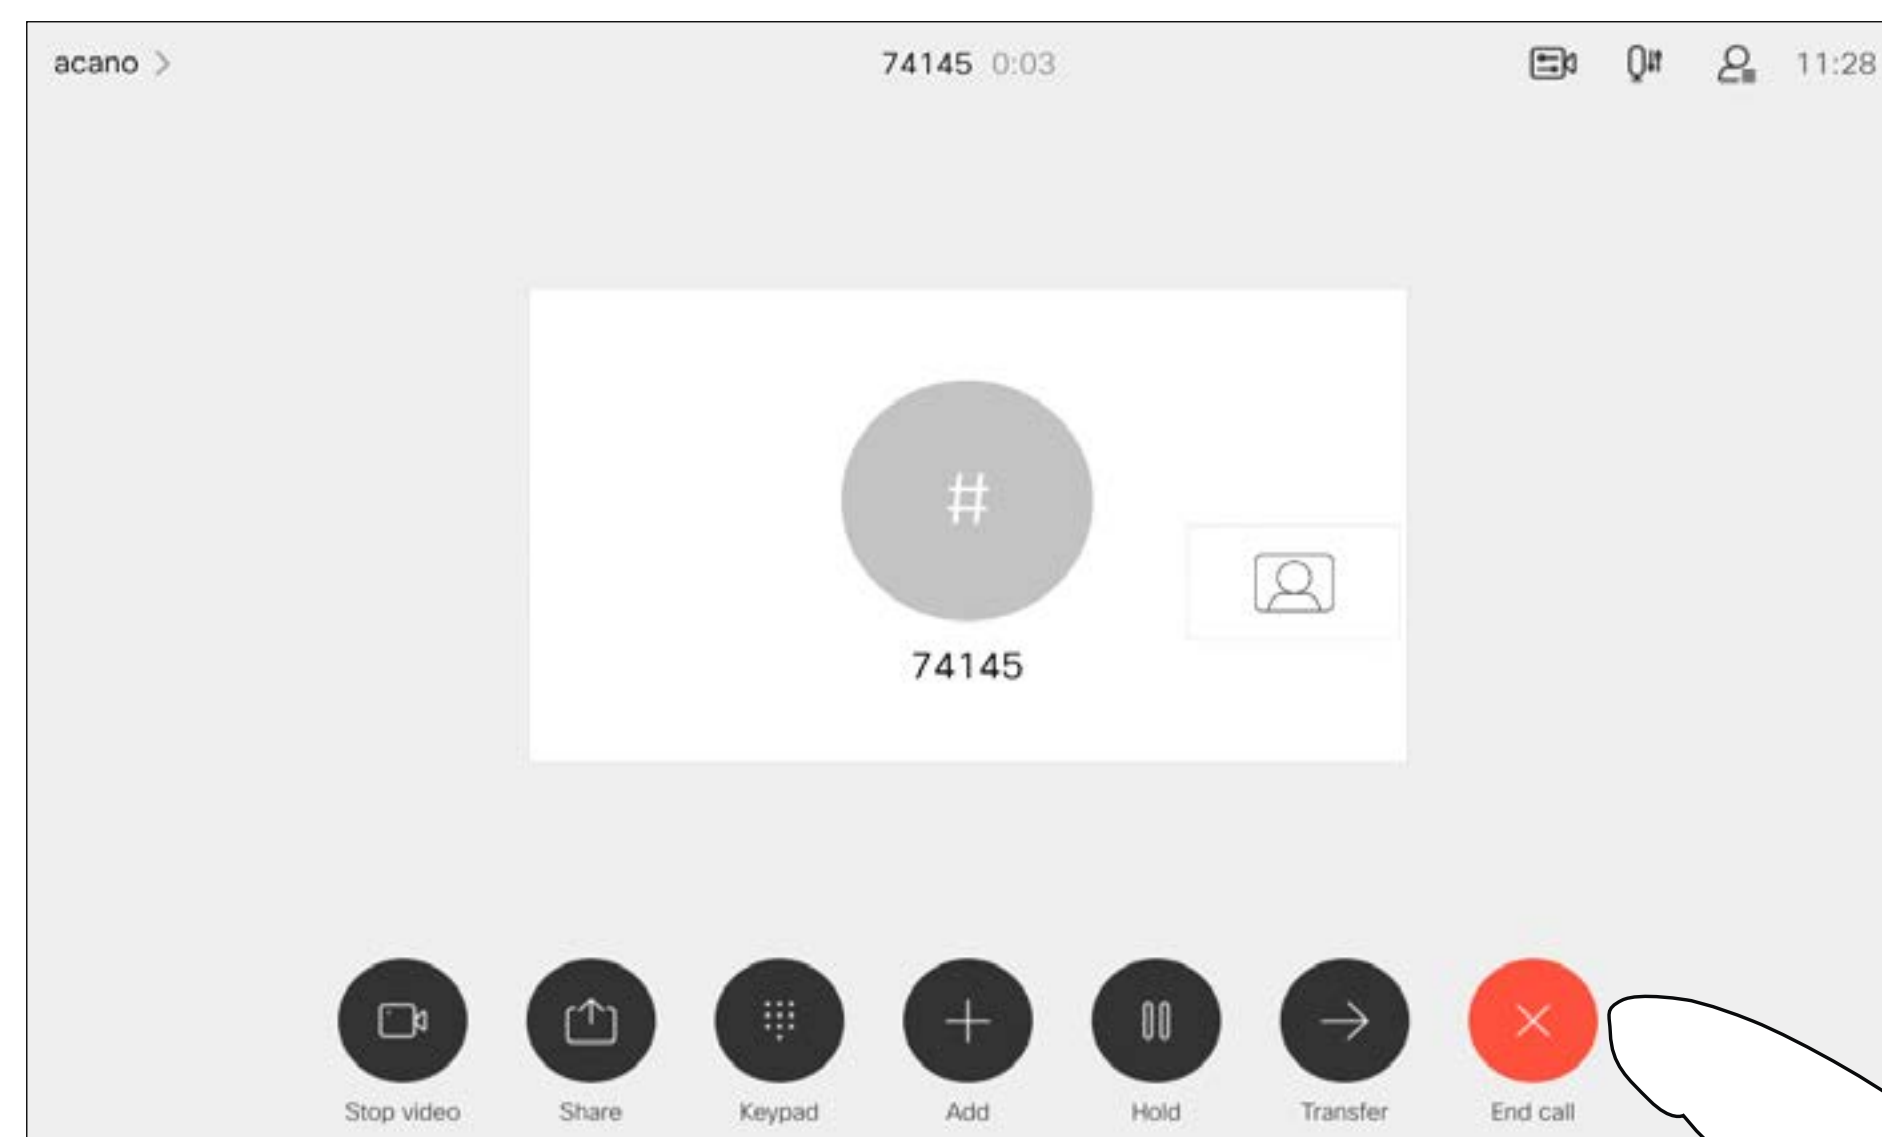 acano
74145 0:03
11:28
#
74145
Stop video
Share
Keypad
Add
Hold
Transfer
End call